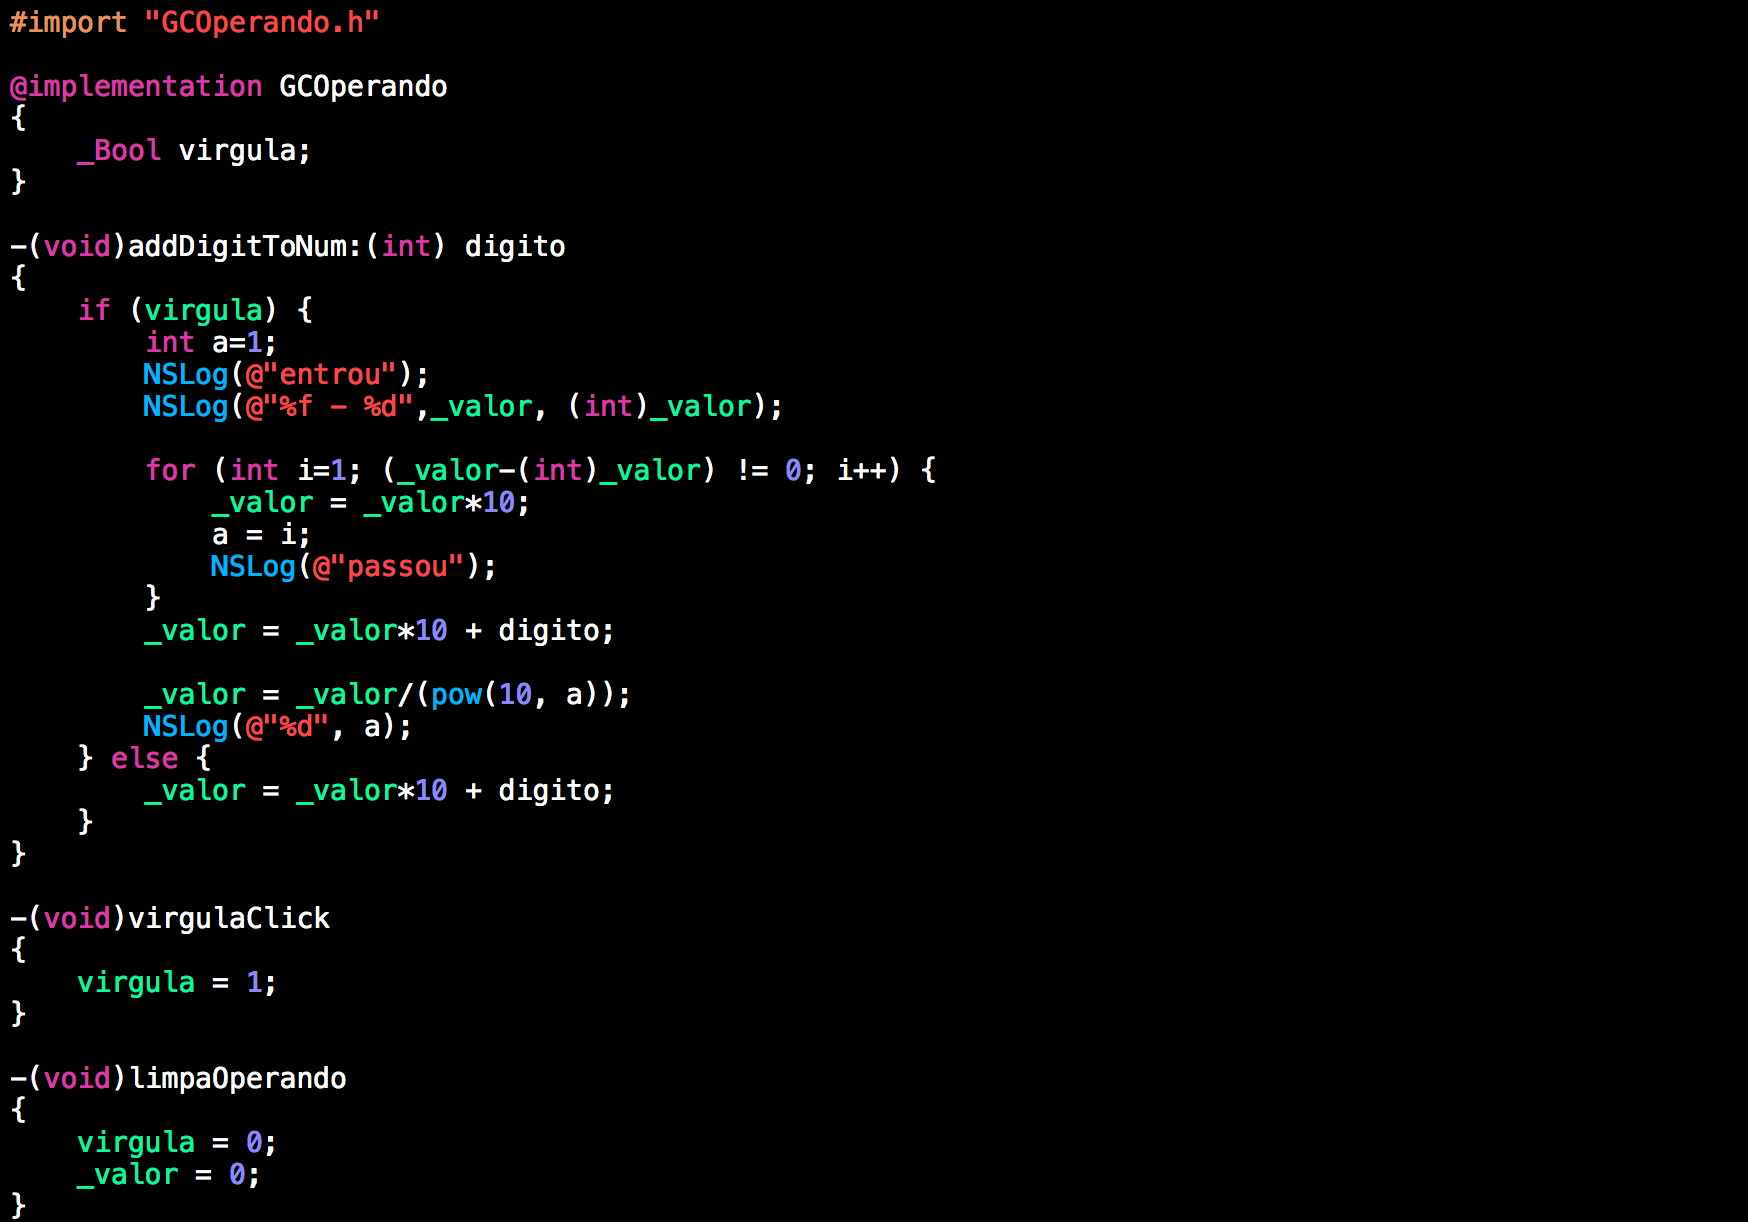 #import "GCOperando.h"
@implementation GCOperando
{
    _Bool virgula;
}
-(void)addDigitToNum:(int) digito
{
    if (virgula) {
        int a=1;
        NSLog(@"entrou");
        NSLog(@"%f - %d",_valor, (int)_valor);
        for (int i=1; (_valor-(int)_valor) != 0; i++) {
            _valor = _valor*10;
            a = i;
            NSLog(@"passou");
        }
        _valor = _valor*10 + digito;
        _valor = _valor/(pow(10, a));
        NSLog(@"%d", a);
    } else {
        _valor = _valor*10 + digito;
    }
}
-(void)virgulaClick
{
    virgula = 1;
}
-(void)limpaOperando
{
    virgula = 0;
    _valor = 0;
}